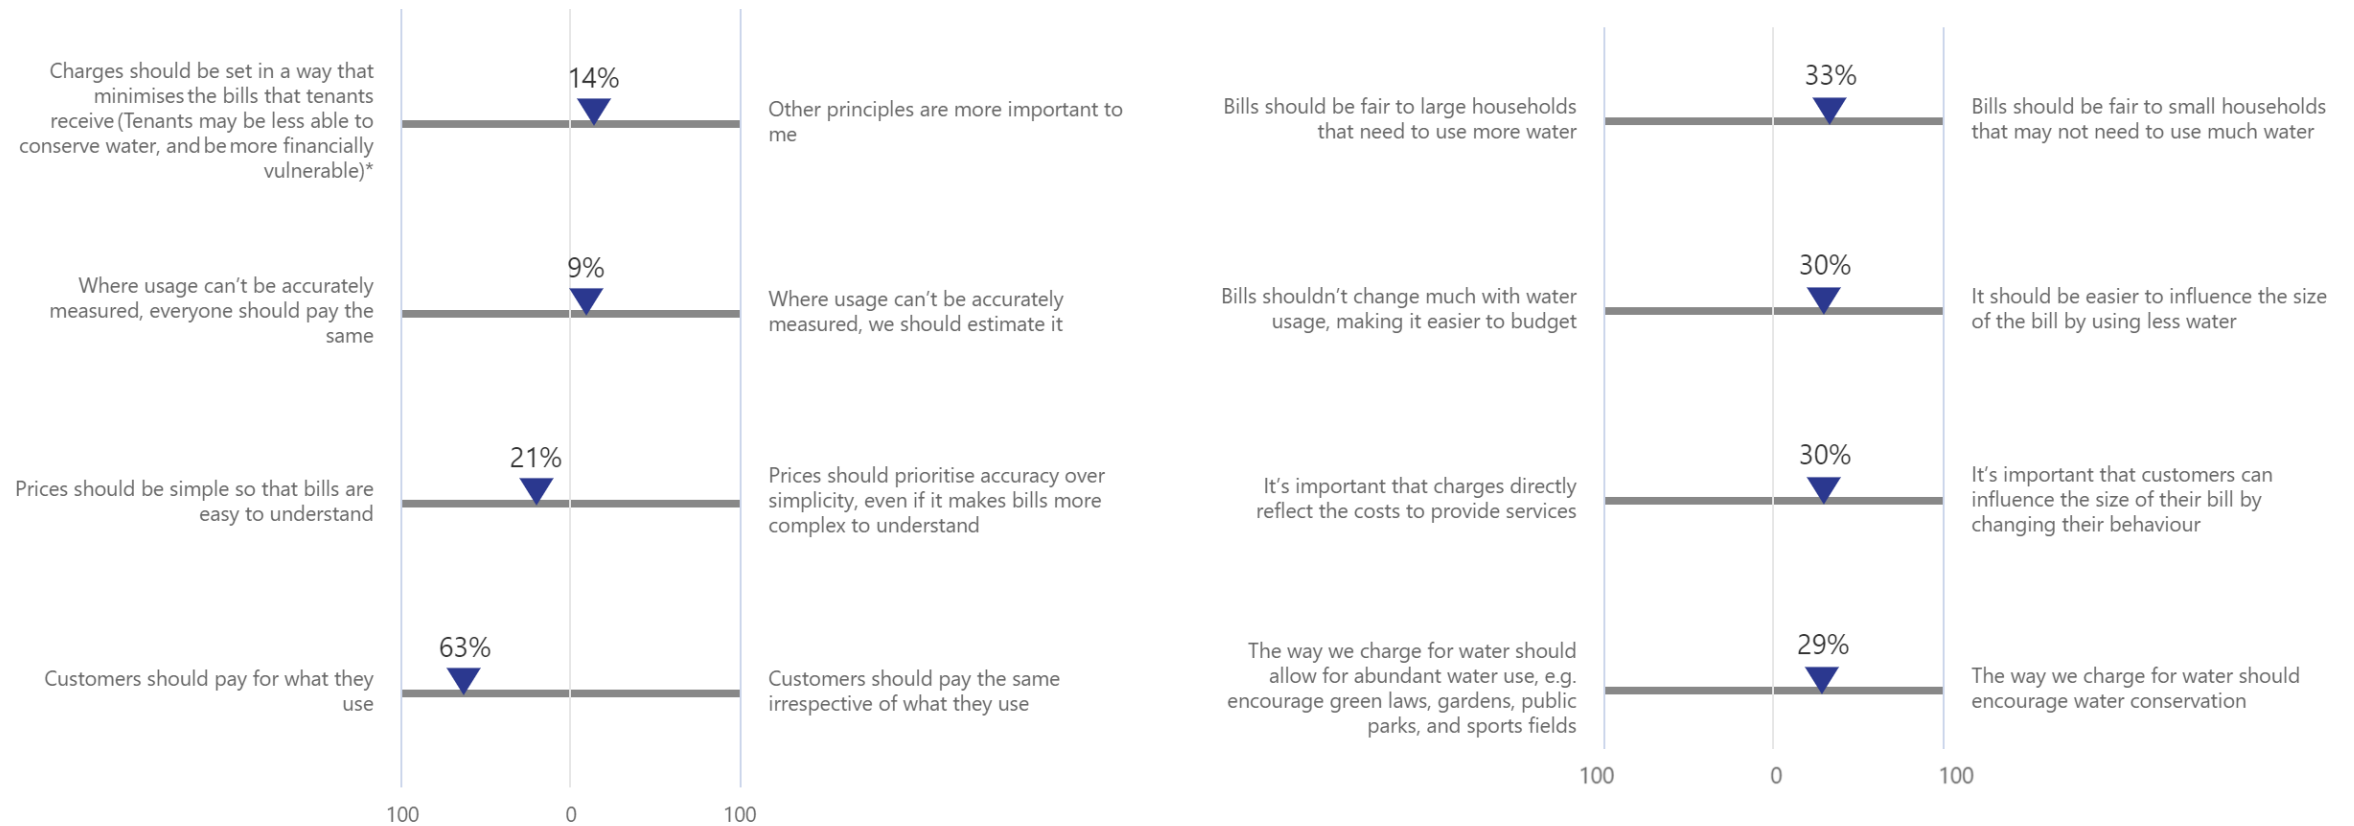 14%
Charges should be set in a way that
minimises the bills that tenants
receive (Tenants may be less able to
conserve water, and be more financially
vulnerable)*
Other principles are more important to
me
9%
Where usage can't be accurately
measured, everyone should pay the
same
Where usage can't be accurately
measured, we should estimate it
21%
Prices should be simple so that bills are
easy to understand
Prices should prioritise accuracy over
simplicity, even if it makes bills more
complex to understand
63%
Customers should pay for what they
use
Customers should pay the same
irrespective of what they use
100 0 100
33%
Bills should be fair to large households
that need to use more water
Bills should be fair to small households
that may not need to use much water
30%
Bills shouldn't change much with water
usage, making it easier to budget
It should be easier to influence the size
of the bill by using less water
30%
It's important that charges directly
reflect the costs to provide services
It's important that customers can
influence the size of their bill by
changing their behaviour
29%
The way we charge for water should
allow for abundant water use, e.g.
encourage green laws, gardens, public
parks, and sports fields
The way we charge for water should
encourage water conservation
100 0 100